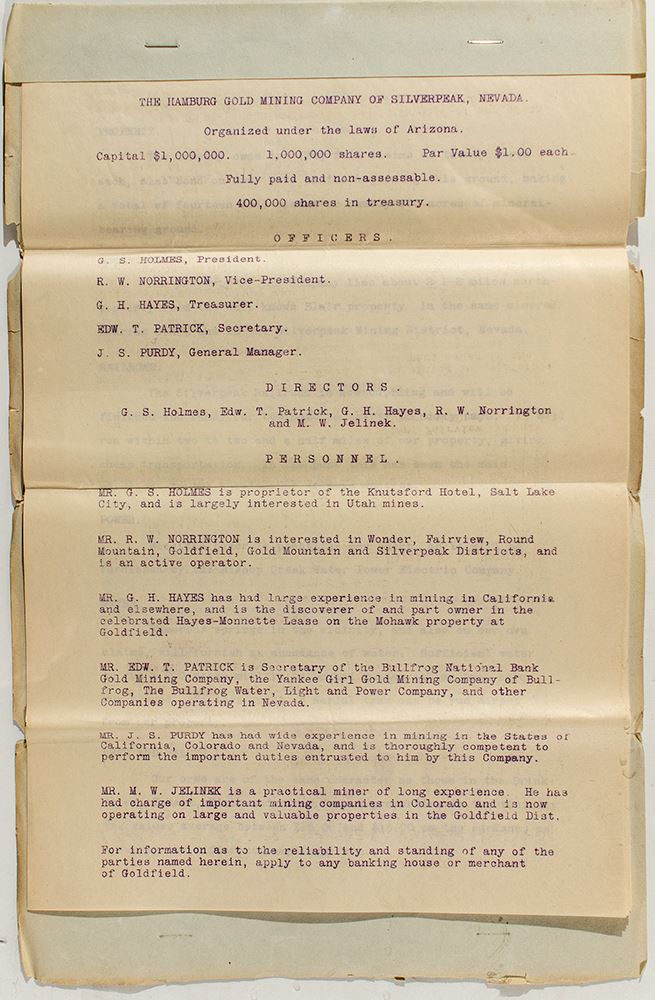 THE HAMBURG GOLD MINING COMPANY OF SILVERPEAK, NEVADA.
Organized under the laws of Arizona.
Capital $1,000,000. 1,000,000 shares. Par Value $1.00 each.
Fully paid and non-assessable.
400,000 shares in treasury.
OFFICERS.
G. S. HOLMES, President.
R. W. NORRINGTON, Vice-President.
G. H. HAYES, Treasurer.
EDW. T. PATRICK, Secretary.
J. S. PURDY, General Manager.
DIRECTORS.
G. S. Holmes, Edw. T. Patrick, G. H. Hayes, R. W. Norrington
and M. W. Jelinek.
PERSONNEL.
MR. G. S. HOLMES is proprietor of the Knutsford Hotel, Salt Lake
City, and is largely interested in Utah mines.
MR. R. W. NORRINGTON is interested in Wonder, Fairview, Round
Mountain, Goldfield, Gold Mountain and Silverpeak Districts, and
is an active operator.
MR. G. H. HAYES has had large experience in mining in California
and elsewhere, and is the discoverer of and part owner in the
celebrated Hayes-Monnette Lease on the Mohawk property at
Goldfield.
MR. EDW. T. PATRICK is Secretary of the Bullfrog National Bank
Gold Mining Company, the Yankee Girl Gold Mining Company of Bull-
frog, The Bullfrog Water, Light and Power Company, and other
Companies operating in Nevada.
MR. J. S. PURDY has had wide experience in mining in the States of
California, Colorado and Nevada, and is thoroughly competent to
perform the important duties entrusted to him by this Company.
MR. M. W. JELINEK is a practical miner of long experience. He has
had charge of important mining companies in Colorado and is now
operating on large and valuable properties in the Goldfield Dist.
For information as to the reliability and standing of any of the
parties named herein, apply to any banking house or merchant
of Goldfield.